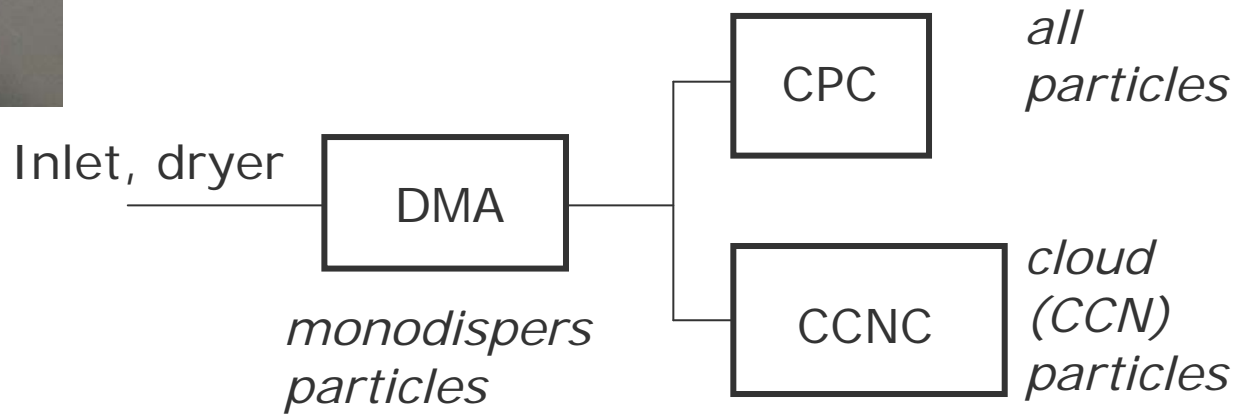 all
particles
CPC
Inlet, dryer
DMA
monodispers
particles
CCNC
cloud
(CCN)
particles